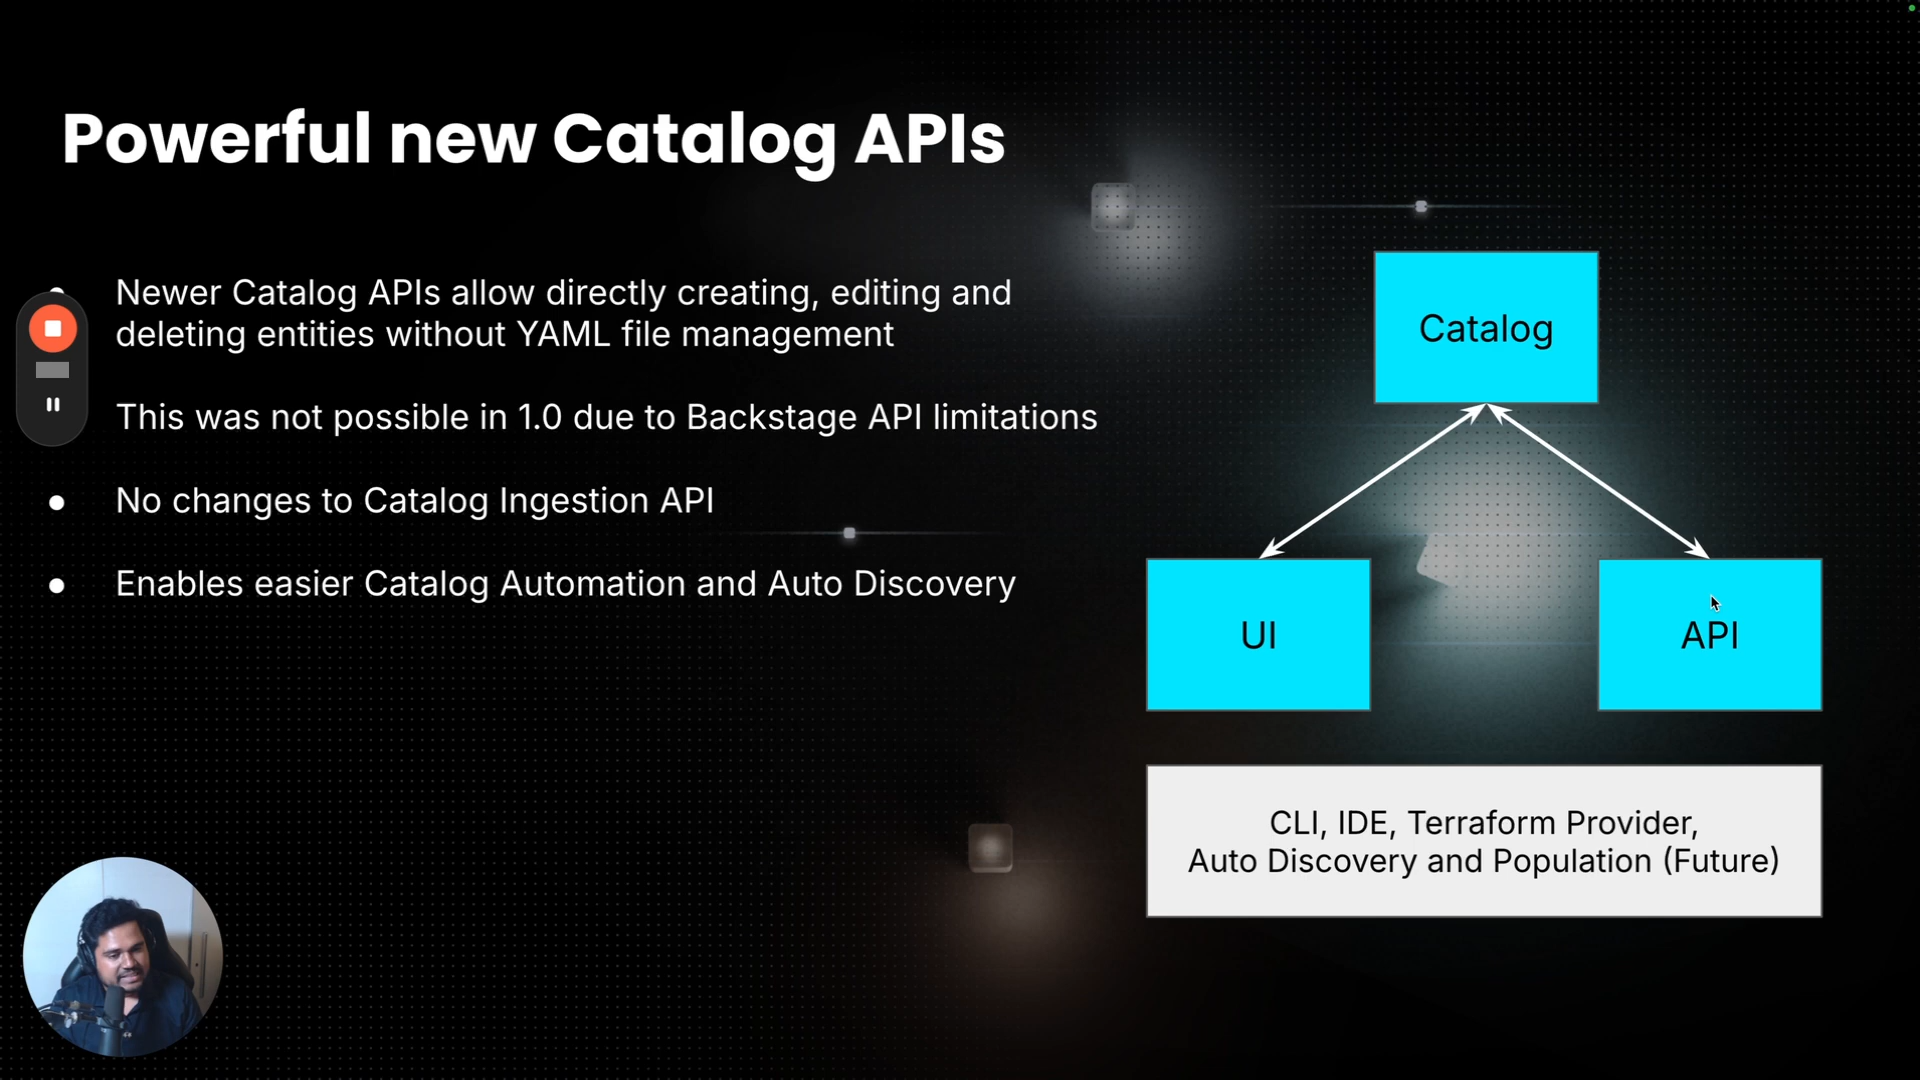 Powerful new Catalog APIs
Newer Catalog APIs allow directly creating, editing and
deleting entities without YAML file management
This was not possible in 1.0 due to Backstage API limitations
No changes to Catalog Ingestion API
Enables easier Catalog Automation and Auto Discovery
Catalog
UI
API
CLI, IDE, Terraform Provider,
Auto Discovery and Population (Future)